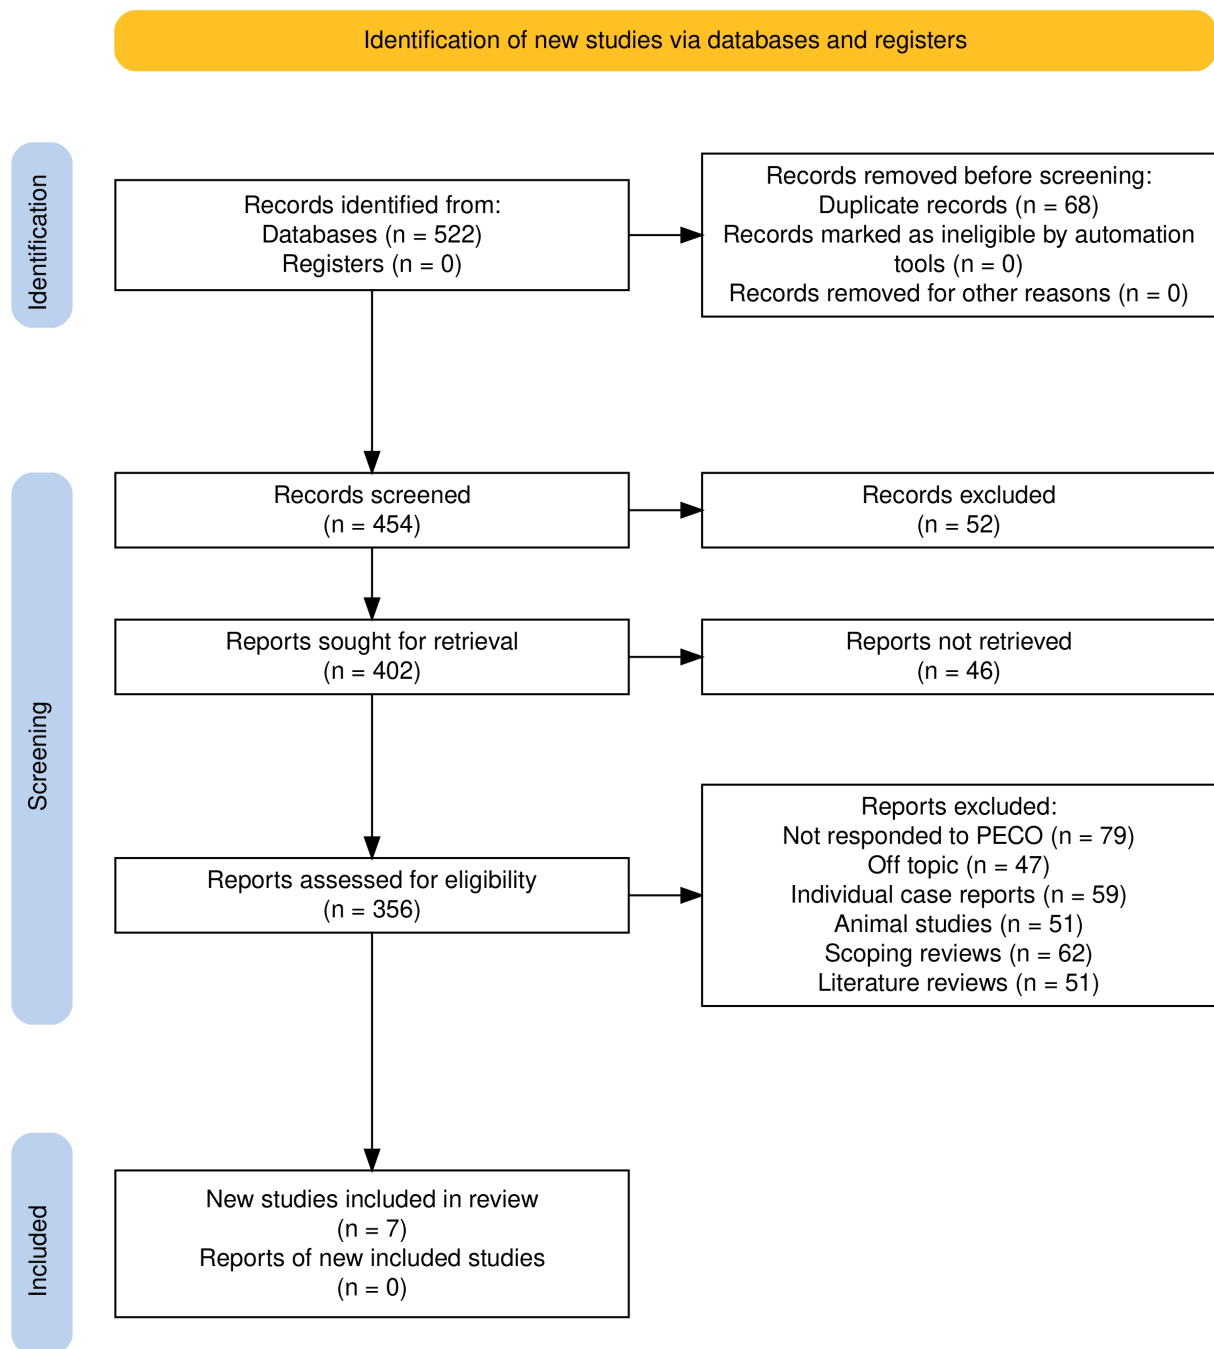 Identification of new studies via databases and registers
Identification
Records identified from:
Databases (n = 522)
Registers (n = 0)
Records removed before screening:
Duplicate records (n = 68)
Records marked as ineligible by automation
tools (n = 0)
Records removed for other reasons (n = 0)
Screening
Records screened
(n = 454)
Records excluded
(n = 52)
Reports sought for retrieval
(n = 402)
Reports not retrieved
(n = 46)
Reports assessed for eligibility
(n = 356)
Reports excluded:
Not responded to PECO (n = 79)
Off topic (n = 47)
Individual case reports (n = 59)
Animal studies (n = 51)
Scoping reviews (n = 62)
Literature reviews (n = 51)
Included
New studies included in review
(n = 7)
Reports of new included studies
(n = 0)